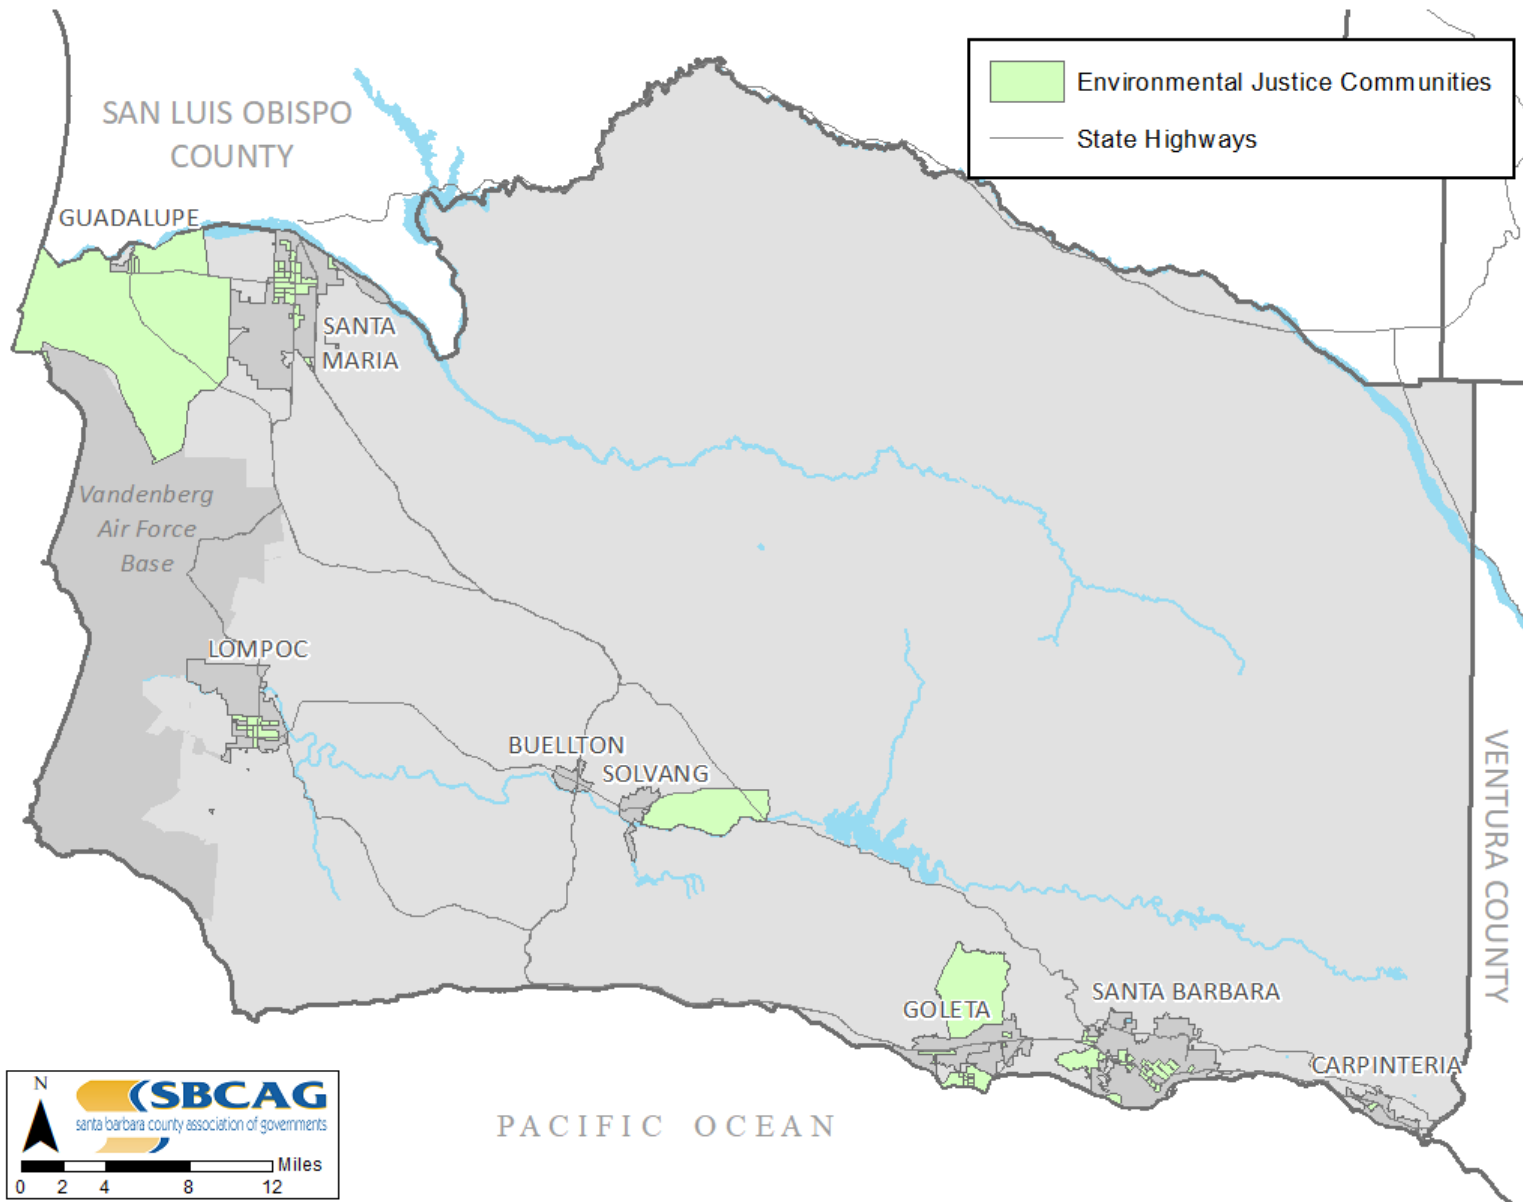 Environmental Justice Communities
State Highways
SAN LUIS OBISPO
COUNTY
GUADALUPE
SANTA
MARIA
Vandenberg
Air Force
Base
LOMPOC
BUELLTON
SOLVANG
VENTURA COUNTY
GOLETA
SANTA BARBARA
CARPINTERIA
PACIFIC OCEAN
N
SBCAG
santa barbara county association of governments
Miles
0 2 4 8 12